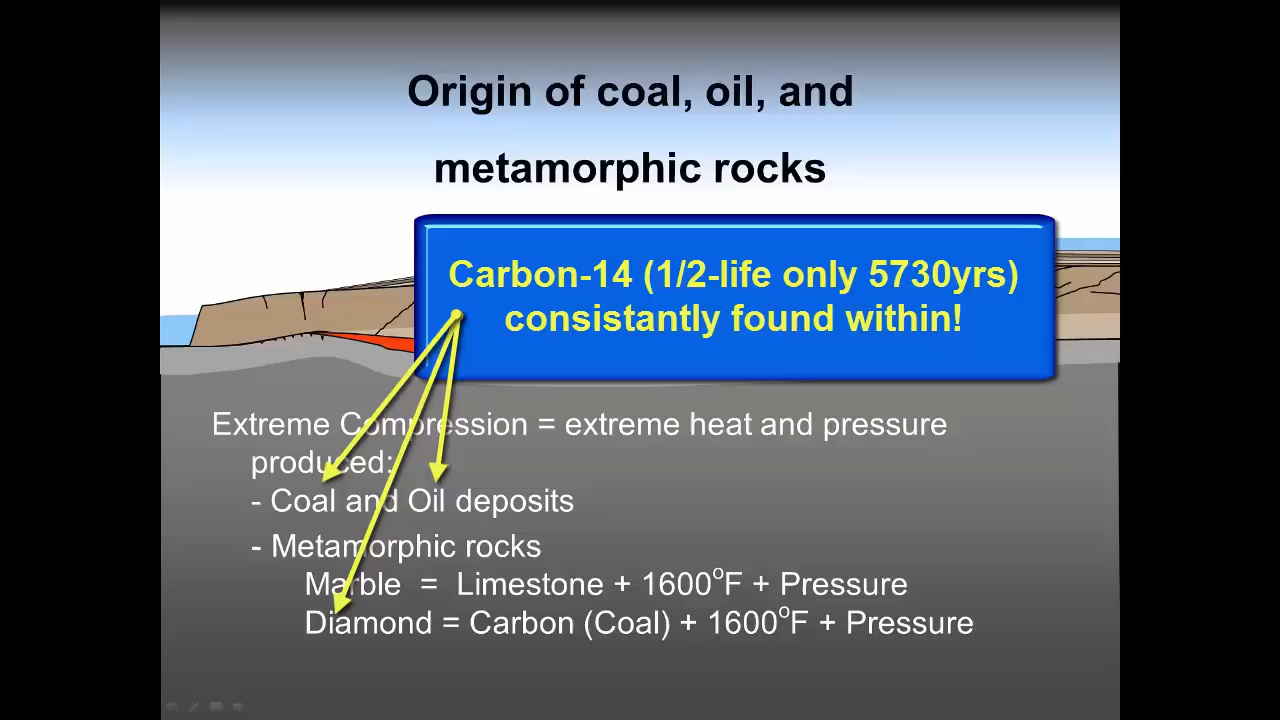 Origin of coal, oil, and
metamorphic rocks
Carbon-14 (1/2-life only 5730yrs)
consistantly found within!
Extreme Compression = extreme heat and pressure
produced:
- Coal and Oil deposits
- Metamorphic rocks
Marble = Limestone + 1600°F + Pressure
Diamond = Carbon (Coal) + 1600°F + Pressure